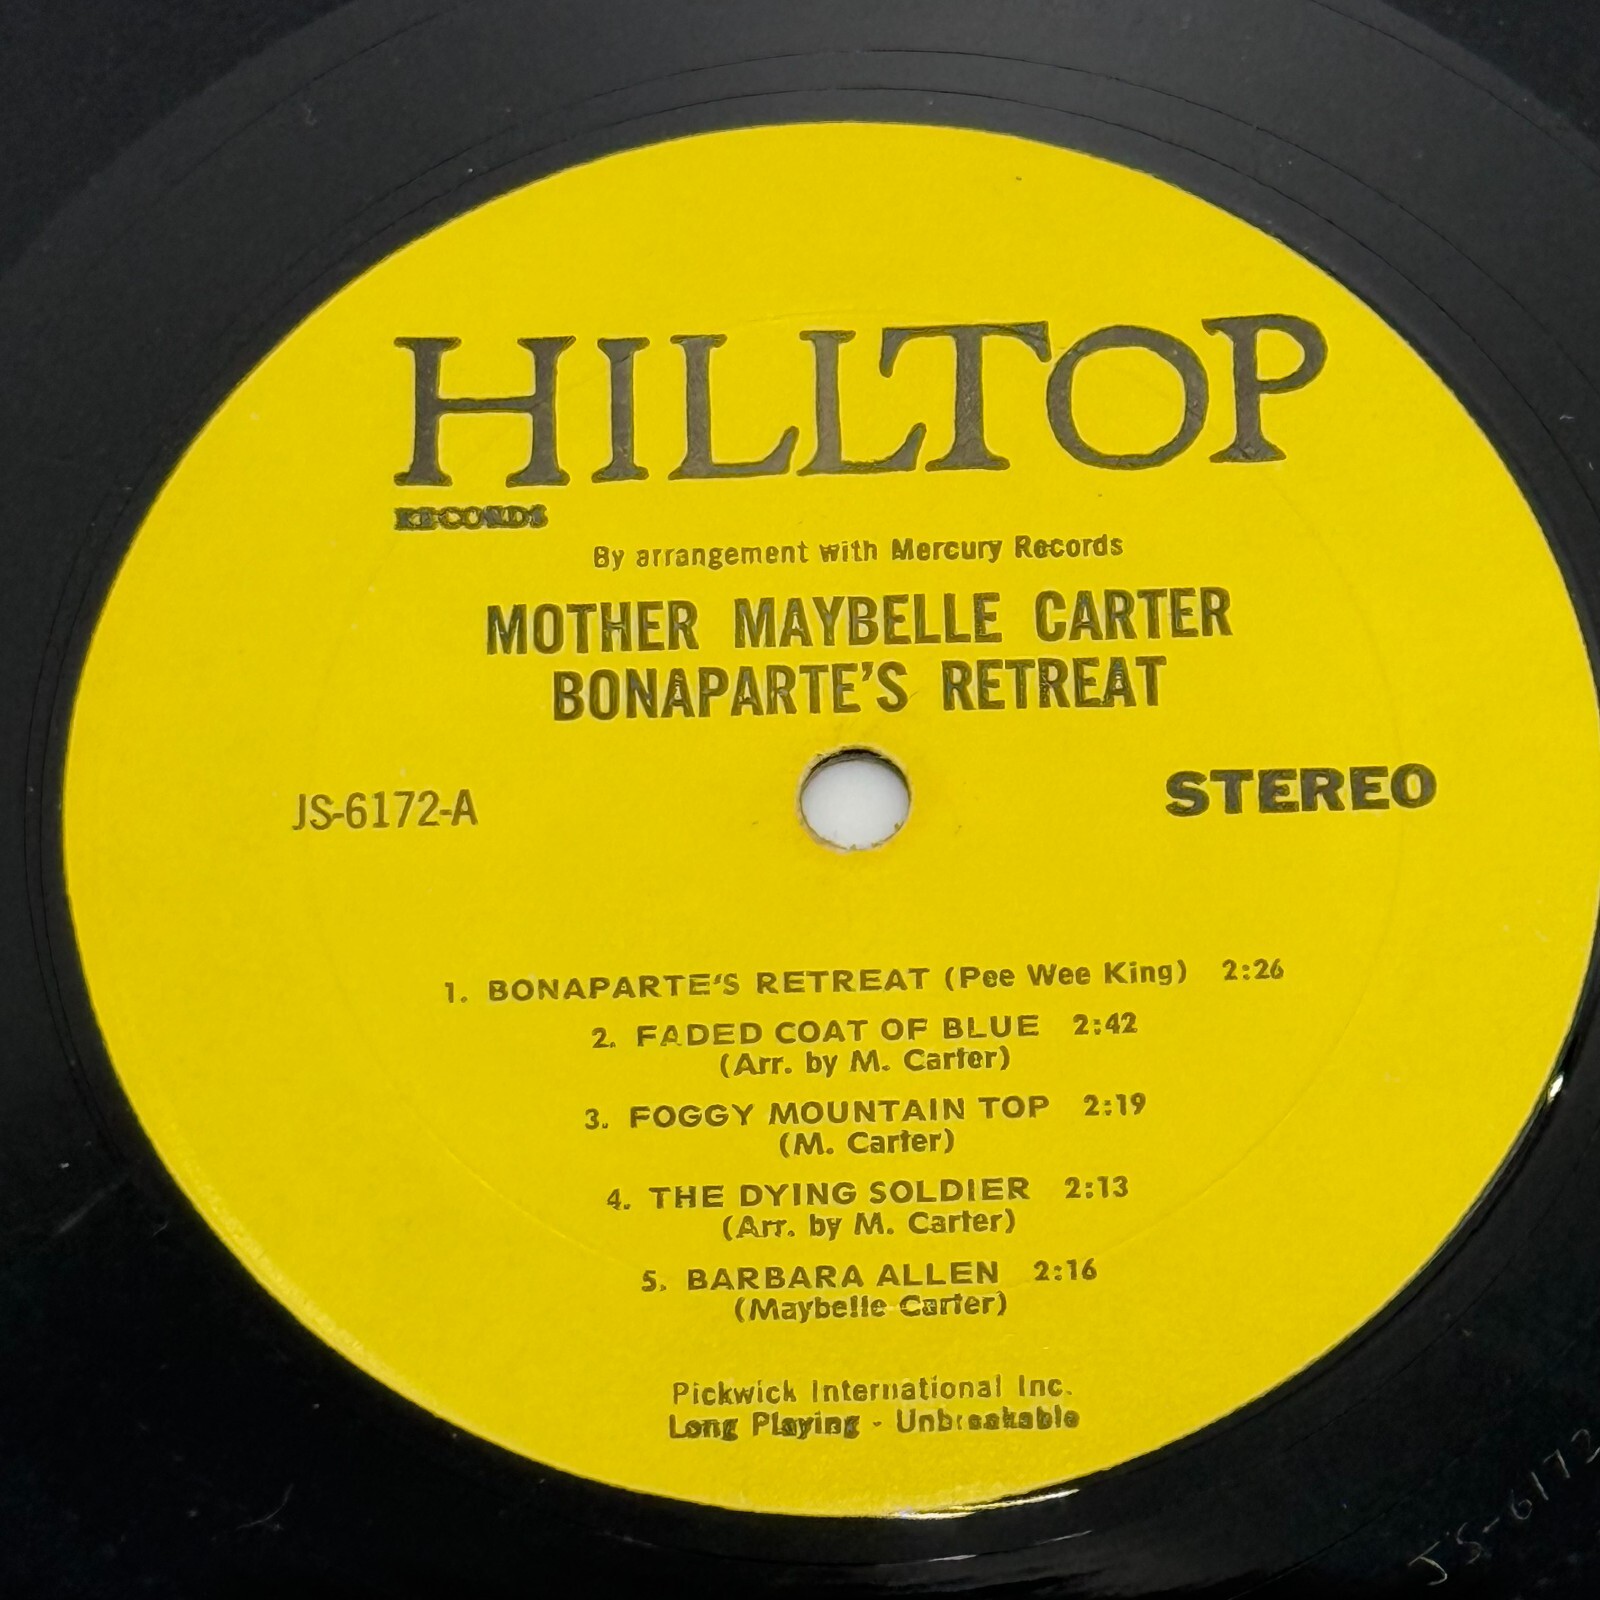 HILLTOP
RECORDS
By arrangement with Mercury Records
MOTHER MAYBELLE CARTER
BONAPARTE'S RETREAT
JS-6172-A
STEREO
1. BONAPARTE'S RETREAT (Pee Wee King) 2:26
2. FADED COAT OF BLUE 2:42
(Arr. by M. Carter)
3. FOGGY MOUNTAIN TOP 2:19
(M. Carter)
4. THE DYING SOLDIER 2:13
(Arr. by M. Carter)
5. BARBARA ALLEN 2:16
(Maybelle Carter)
Pickwick International Inc.
Long Playing - Unbreakable
JS-6172